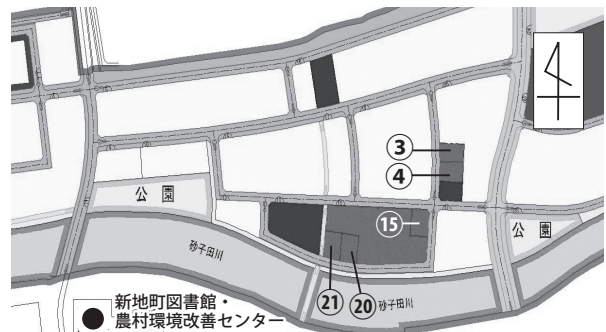 ③
④
⑮
公園
公園
砂子田川
砂子田川
㉑
⑳
新地町図書館・
農村環境改善センター